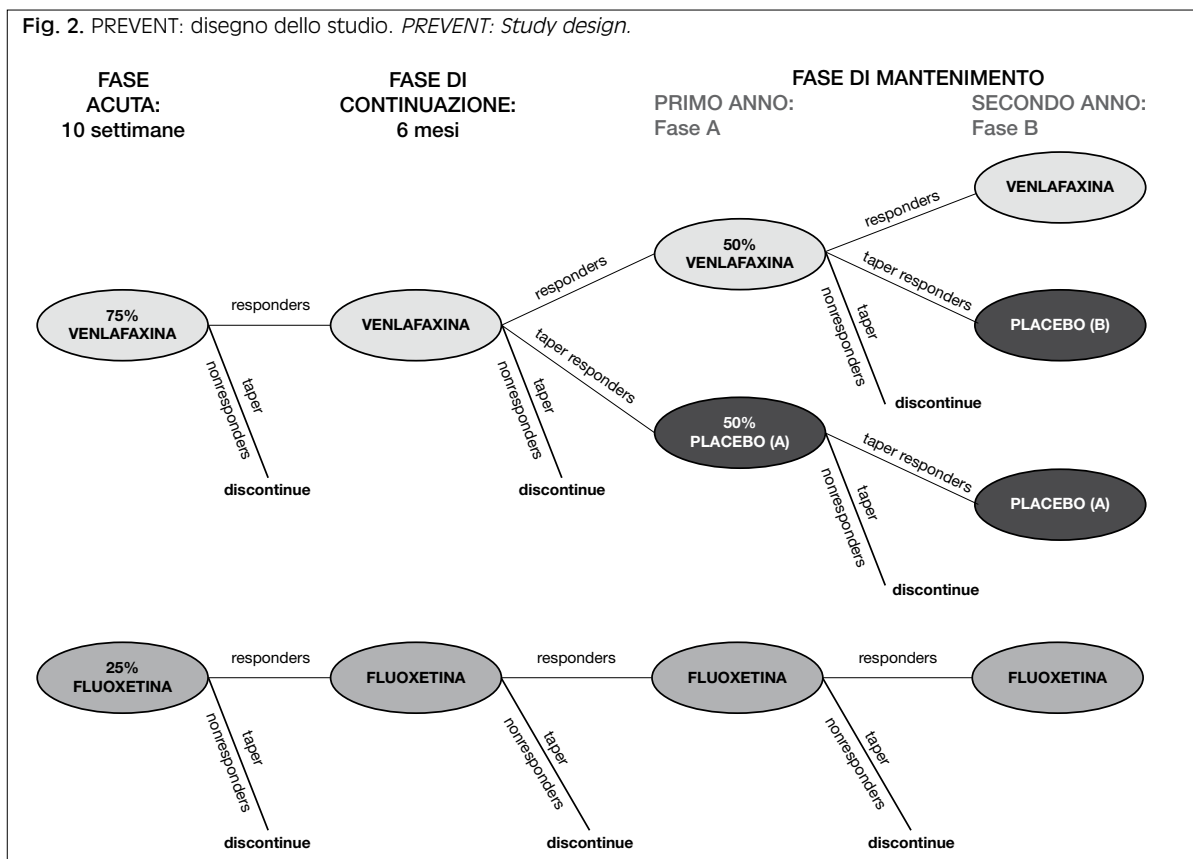 Fig. 2. PREVENT: disegno dello studio. PREVENT: Study design.
FASE
ACUTA:
10 settimane
FASE DI
CONTINUAZIONE:
6 mesi
FASE DI MANTENIMENTO
PRIMO ANNO:
Fase A
SECONDO ANNO:
Fase B
75%
VENLAFAXINA
responders
taper
nonresponders
discontinue
VENLAFAXINA
responders
taper responders
taper
nonresponders
discontinue
50%
VENLAFAXINA
responders
taper responders
taper
nonresponders
discontinue
VENLAFAXINA
PLACEBO (B)
50%
PLACEBO (A)
taper responders
taper
nonresponders
discontinue
PLACEBO (A)
25%
FLUOXETINA
responders
taper
nonresponders
discontinue
FLUOXETINA
responders
taper
nonresponders
discontinue
FLUOXETINA
responders
taper
nonresponders
discontinue
FLUOXETINA